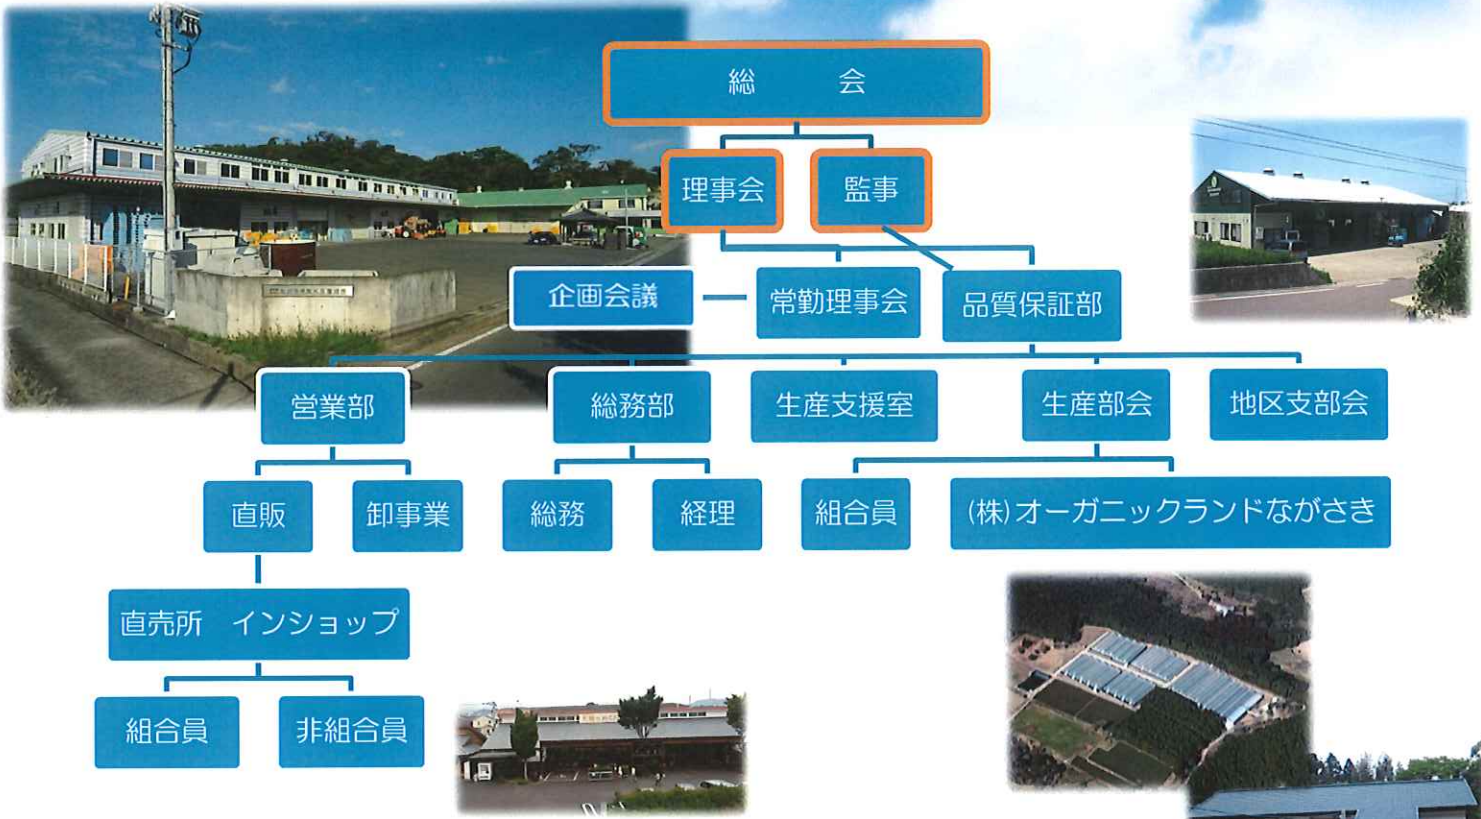 総　会
理事会
監事
企画会議
常勤理事会
品質保証部
営業部
総務部
生産支援室
生産部会
地区支部会
直販
卸事業
総務
経理
組合員
(株)オーガニックランドながさき
直売所　インショップ
組合員
非組合員